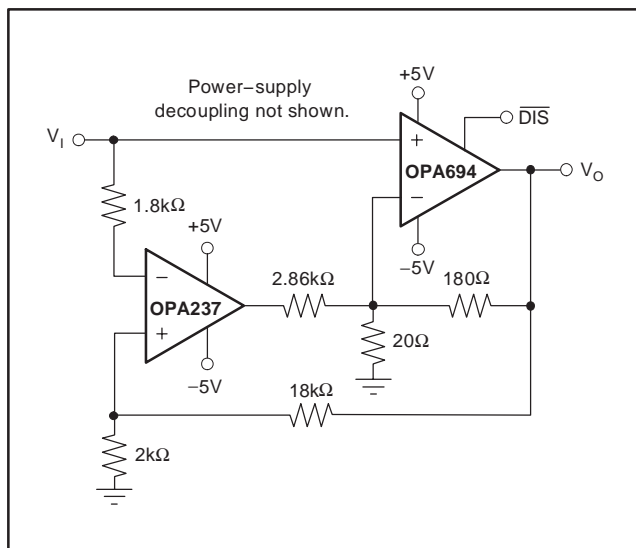 Power−supply
decoupling not shown.
+5V
DIS
V_I
+
OPA694
V_O
−
1.8kΩ
+5V
−5V
2.86kΩ
180Ω
−
OPA237
+
20Ω
−5V
18kΩ
2kΩ